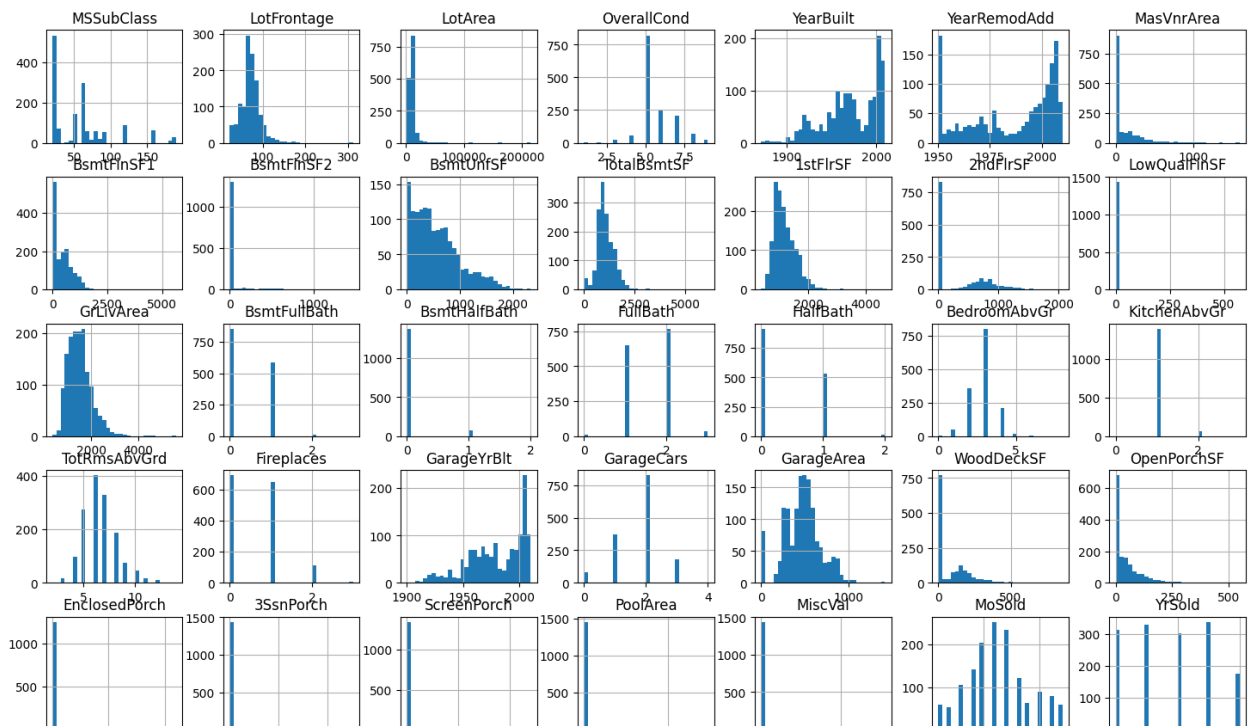 MSSubClass LotFrontage LotArea OverallCond YearBuilt YearRemodAdd MasVnrArea
400 200 0
50 100 150
300 200 100 0
100 200 300
750 500 250 0
0 100000 200000
800 600 400 200 0
2.5 5.0 7.5
200 100 0
1900 2000
150 100 50 0
1950 1975 2000
750 500 250 0
0 1000
BsmtFinSF1 BsmtFinSF2 BsmtUnfSF TotalBsmtSF 1stFlrSF 2ndFlrSF LowQualFinSF
400 200 0
0 2500 5000
1000 500 0
0 1000
150 100 50 0
0 1000 2000
300 200 100 0
0 2500 5000
200 100 0
2000 4000
750 500 250 0
0 1000 2000
1500 1000 500 0
0 250 500
GrLivArea BsmtFullBath BsmtHalfBath FullBath HalfBath BedroomAbvGr KitchenAbvGr
200 100 0
2000 4000
750 500 250 0
0 1 2
1000 500 0
0 1 2
750 500 250 0
0 2
750 500 250 0
0 1 2
750 500 250 0
0 5
1000 500 0
0 2
TotRmsAbvGrd Fireplaces GarageYrBlt GarageCars GarageArea WoodDeckSF OpenPorchSF
400 200 0
5 10
600 400 200 0
0 2
200 100 0
1900 1950 2000
750 500 250 0
0 2 4
150 100 50 0
0 1000
750 500 250 0
0 500
600 400 200 0
0 250 500
EnclosedPorch 3SsnPorch ScreenPorch PoolArea MiscVal MoSold YrSold
1000 500
1500 1000 500
1000 500
1500 1000 500
1500 1000 500
200 100
300 200 100